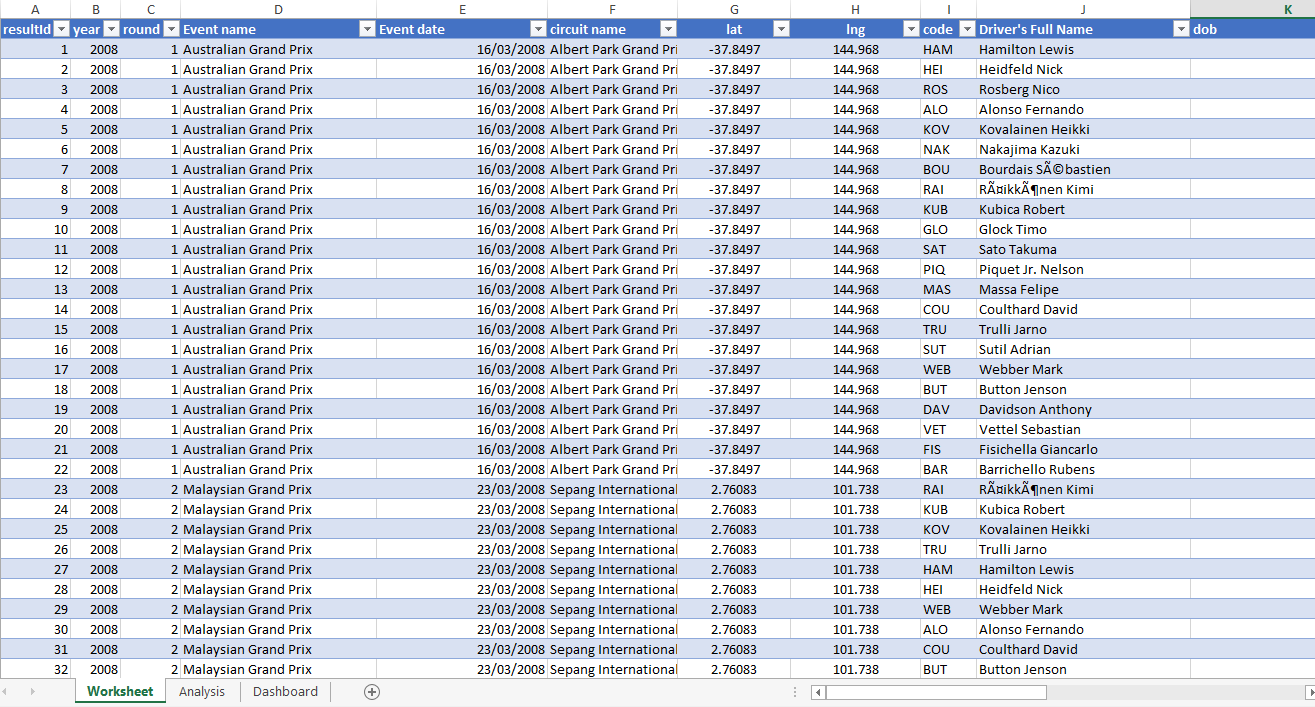 A B C D E F G H I J K
resultId year round Event name Event date circuit name lat lng code Driver's Full Name dob
1 2008 1 Australian Grand Prix 16/03/2008 Albert Park Grand Pri -37.8497 144.968 HAM Hamilton Lewis
2 2008 1 Australian Grand Prix 16/03/2008 Albert Park Grand Pri -37.8497 144.968 HEI Heidfeld Nick
3 2008 1 Australian Grand Prix 16/03/2008 Albert Park Grand Pri -37.8497 144.968 ROS Rosberg Nico
4 2008 1 Australian Grand Prix 16/03/2008 Albert Park Grand Pri -37.8497 144.968 ALO Alonso Fernando
5 2008 1 Australian Grand Prix 16/03/2008 Albert Park Grand Pri -37.8497 144.968 KOV Kovalainen Heikki
6 2008 1 Australian Grand Prix 16/03/2008 Albert Park Grand Pri -37.8497 144.968 NAK Nakajima Kazuki
7 2008 1 Australian Grand Prix 16/03/2008 Albert Park Grand Pri -37.8497 144.968 BOU Bourdais SÃ©bastien
8 2008 1 Australian Grand Prix 16/03/2008 Albert Park Grand Pri -37.8497 144.968 RAI RÃ¤ikkÃ¶nen Kimi
9 2008 1 Australian Grand Prix 16/03/2008 Albert Park Grand Pri -37.8497 144.968 KUB Kubica Robert
10 2008 1 Australian Grand Prix 16/03/2008 Albert Park Grand Pri -37.8497 144.968 GLO Glock Timo
11 2008 1 Australian Grand Prix 16/03/2008 Albert Park Grand Pri -37.8497 144.968 SAT Sato Takuma
12 2008 1 Australian Grand Prix 16/03/2008 Albert Park Grand Pri -37.8497 144.968 PIQ Piquet Jr. Nelson
13 2008 1 Australian Grand Prix 16/03/2008 Albert Park Grand Pri -37.8497 144.968 MAS Massa Felipe
14 2008 1 Australian Grand Prix 16/03/2008 Albert Park Grand Pri -37.8497 144.968 COU Coulthard David
15 2008 1 Australian Grand Prix 16/03/2008 Albert Park Grand Pri -37.8497 144.968 TRU Trulli Jarno
16 2008 1 Australian Grand Prix 16/03/2008 Albert Park Grand Pri -37.8497 144.968 SUT Sutil Adrian
17 2008 1 Australian Grand Prix 16/03/2008 Albert Park Grand Pri -37.8497 144.968 WEB Webber Mark
18 2008 1 Australian Grand Prix 16/03/2008 Albert Park Grand Pri -37.8497 144.968 BUT Button Jenson
19 2008 1 Australian Grand Prix 16/03/2008 Albert Park Grand Pri -37.8497 144.968 DAV Davidson Anthony
20 2008 1 Australian Grand Prix 16/03/2008 Albert Park Grand Pri -37.8497 144.968 VET Vettel Sebastian
21 2008 1 Australian Grand Prix 16/03/2008 Albert Park Grand Pri -37.8497 144.968 FIS Fisichella Giancarlo
22 2008 1 Australian Grand Prix 16/03/2008 Albert Park Grand Pri -37.8497 144.968 BAR Barrichello Rubens
23 2008 2 Malaysian Grand Prix 23/03/2008 Sepang International 2.76083 101.738 RAI RÃ¤ikkÃ¶nen Kimi
24 2008 2 Malaysian Grand Prix 23/03/2008 Sepang International 2.76083 101.738 KUB Kubica Robert
25 2008 2 Malaysian Grand Prix 23/03/2008 Sepang International 2.76083 101.738 KOV Kovalainen Heikki
26 2008 2 Malaysian Grand Prix 23/03/2008 Sepang International 2.76083 101.738 TRU Trulli Jarno
27 2008 2 Malaysian Grand Prix 23/03/2008 Sepang International 2.76083 101.738 HAM Hamilton Lewis
28 2008 2 Malaysian Grand Prix 23/03/2008 Sepang International 2.76083 101.738 HEI Heidfeld Nick
29 2008 2 Malaysian Grand Prix 23/03/2008 Sepang International 2.76083 101.738 WEB Webber Mark
30 2008 2 Malaysian Grand Prix 23/03/2008 Sepang International 2.76083 101.738 ALO Alonso Fernando
31 2008 2 Malaysian Grand Prix 23/03/2008 Sepang International 2.76083 101.738 COU Coulthard David
32 2008 2 Malaysian Grand Prix 23/03/2008 Sepang International 2.76083 101.738 BUT Button Jenson
Worksheet Analysis Dashboard